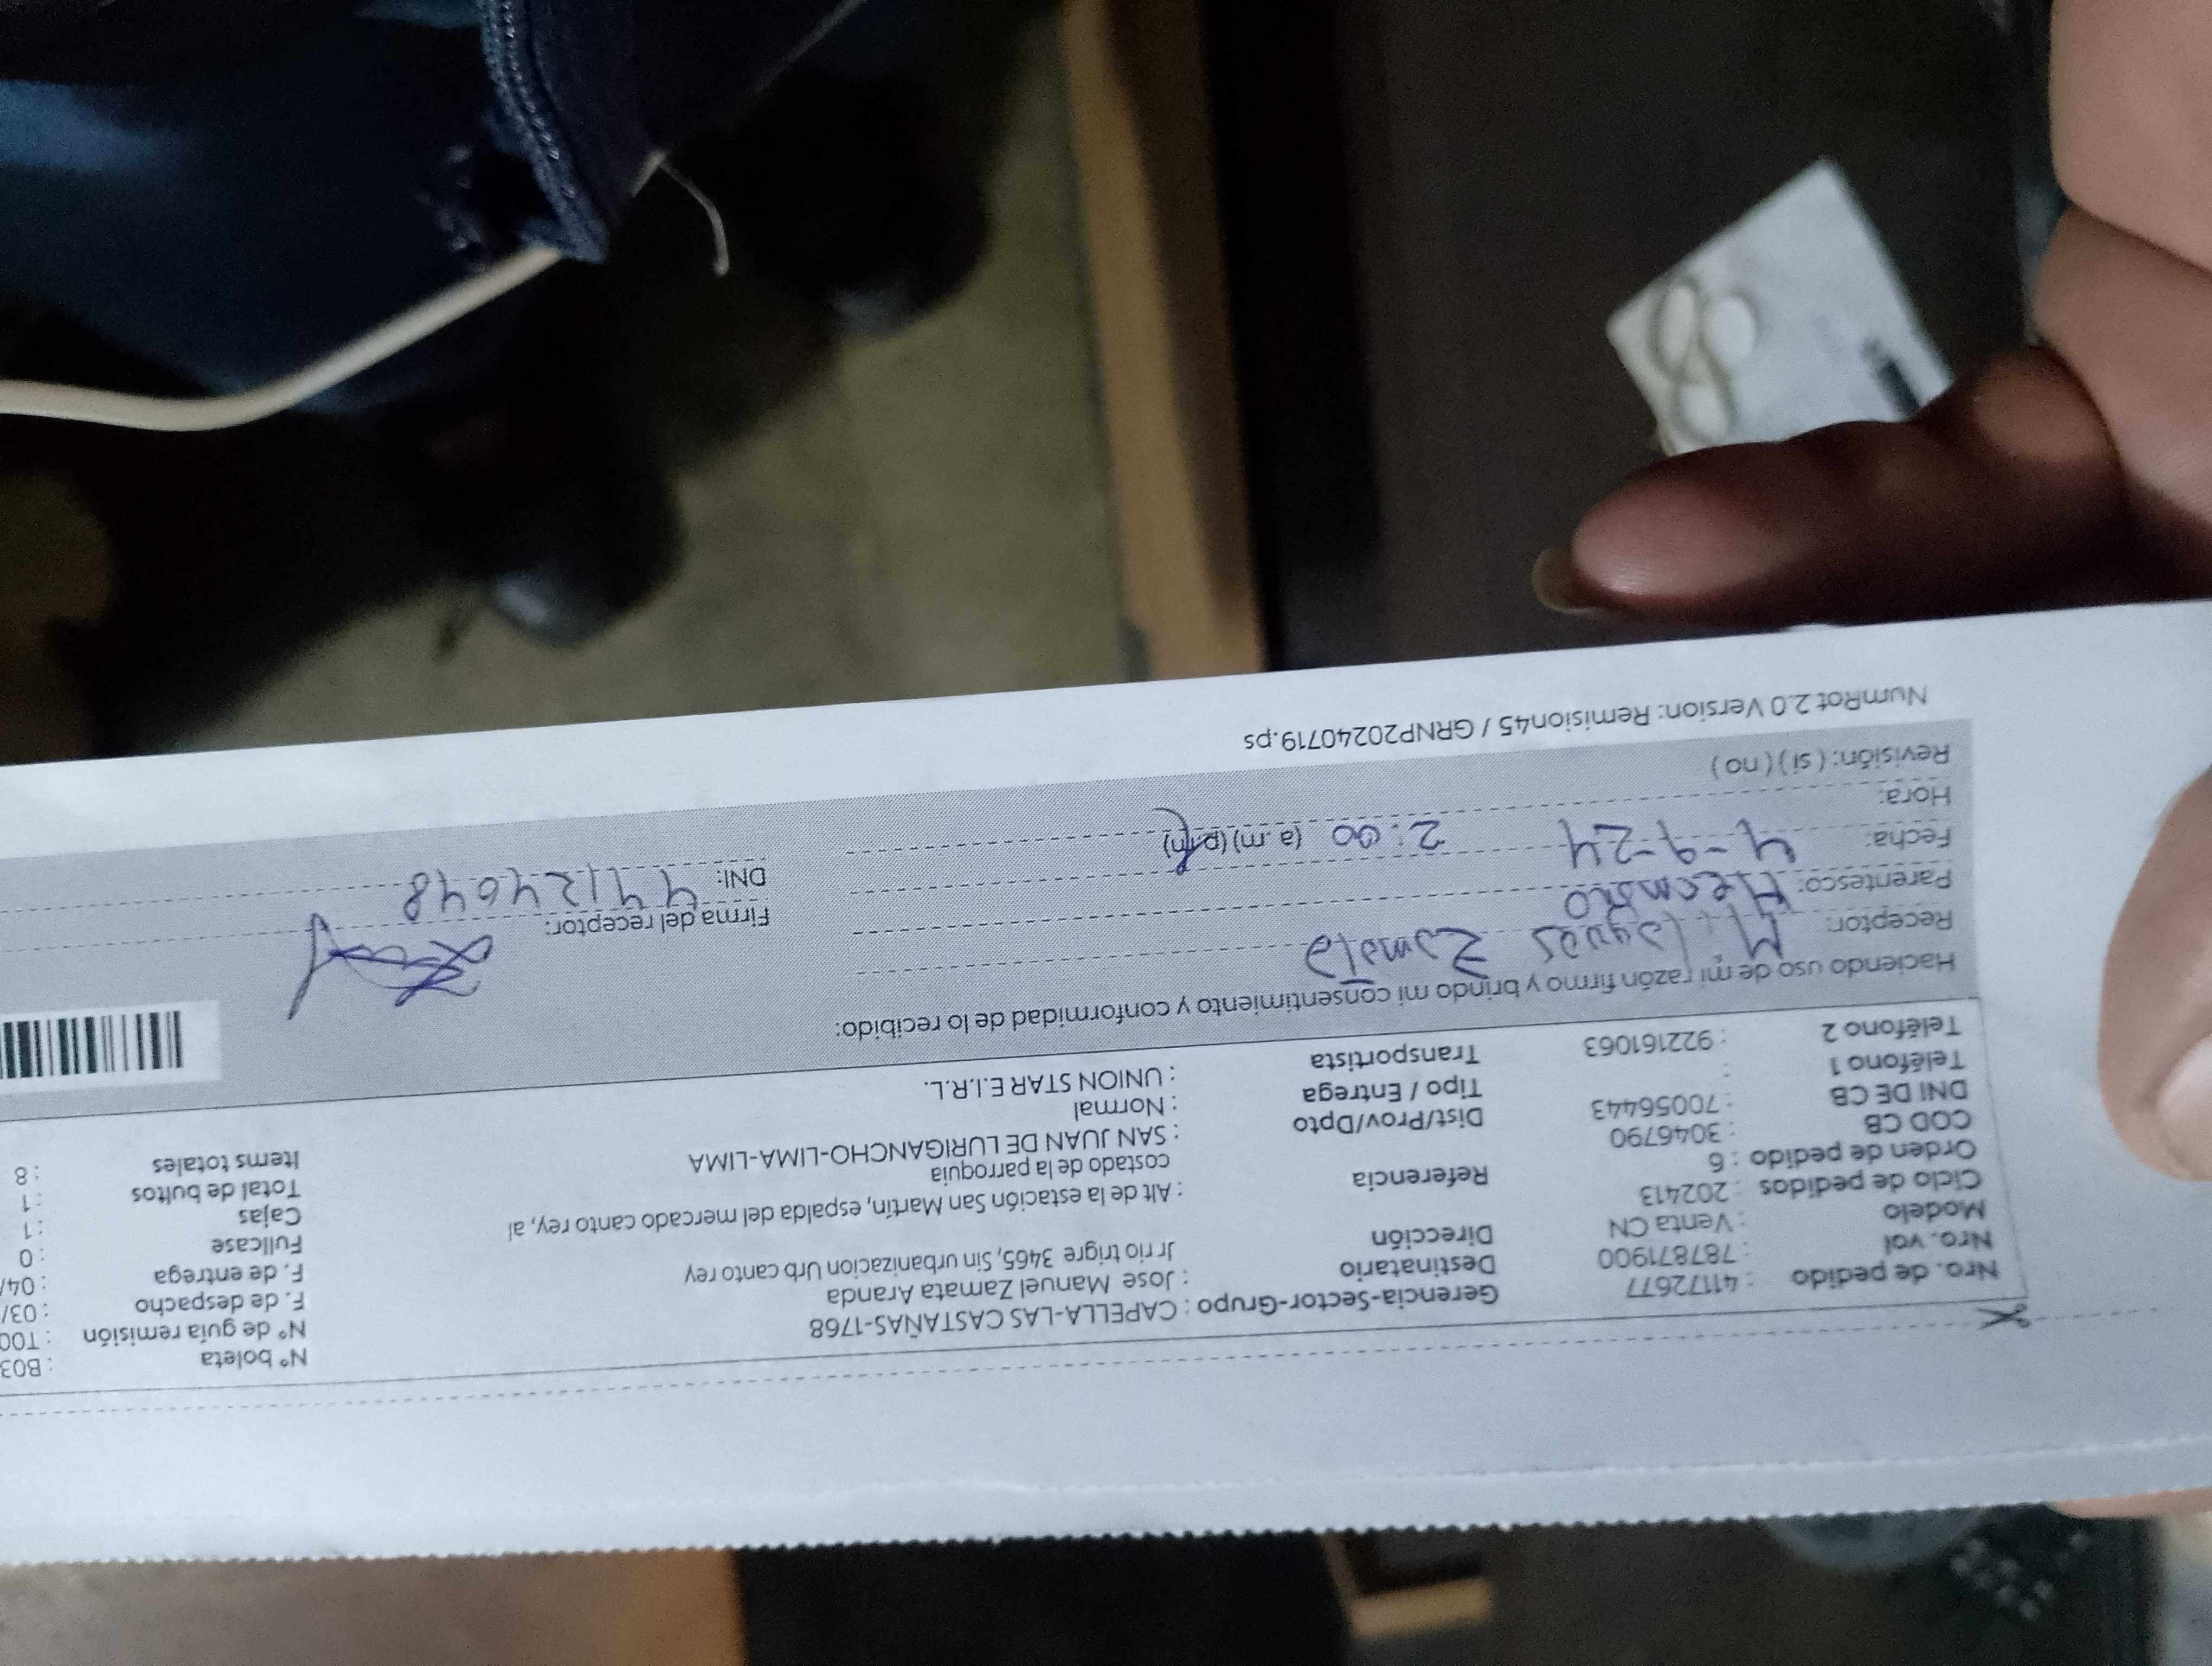 Nro. de pedido : 41172677
Nro. val : 787871900
Modelo : Venta CN
Ciclo de pedidos : 202413
Orden de pedido : 6
COD CB : 3046790
DNI DE CB : 70056443
Teléfono 1 :
Teléfono 2 : 922161063
Gerencia-Sector-Grupo : CAPELLA-LAS CASTAÑAS-1768
Destinatario : Jose Manuel Zamata Aranda
Dirección Jr rio trigre 3465, Sin urbanizacion Urb canto rey
Referencia : Alt de la estación San Martín, espalda del mercado canto rey, al
costado de la parroquia
Dist/Prov/Dpto : SAN JUAN DE LURIGANCHO-LIMA-LIMA
Tipo / Entrega : Normal
Transportista : UNION STAR E.I.R.L.
N° boleta : B03
N° de guía remisión : T00
F. de despacho : 03/
F. de entrega : 04/
Fullcase : 0
Cajas : 1
Total de bultos : 1
Items totales : 8
Haciendo uso de mi razón firmo y brindo mi consentimiento y conformidad de lo recibido:
Receptor: Milagros Zamata
Parentesco: Hermano
Fecha: 4-9-24
Hora: 2:00 (a.m) (p.m)
Revisión: ( si ) ( no )
Firma del receptor:
DNI: 44124648
NumRot 2.0 Version: Remision45 / GRNP20240719.ps